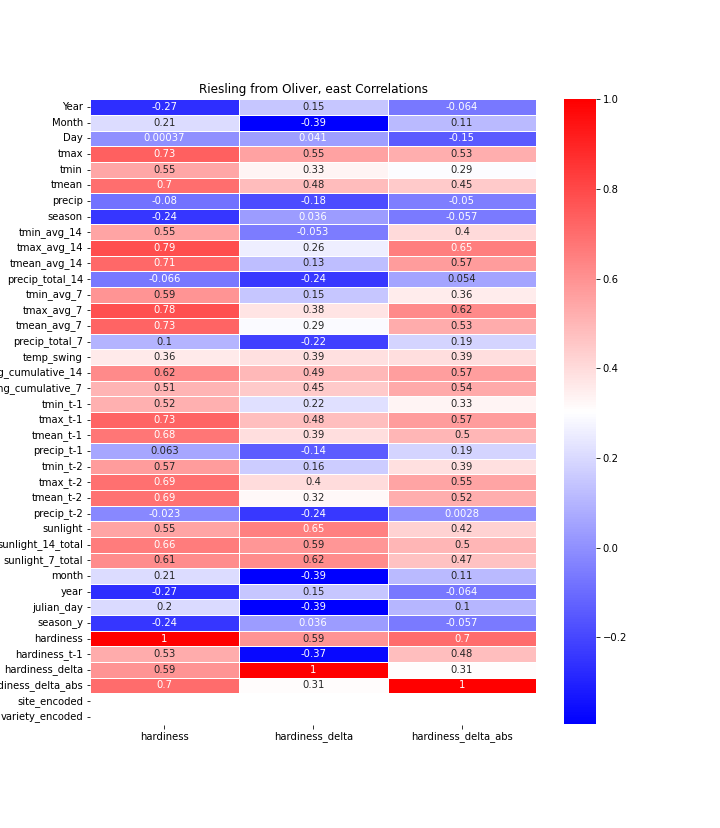 Riesling from Oliver, east Correlations
Year -0.27 0.15 -0.064
Month 0.21 -0.39 0.11
Day 0.00037 0.041 -0.15
tmax 0.73 0.55 0.53
tmin 0.55 0.33 0.29
tmean 0.7 0.48 0.45
precip -0.08 -0.18 -0.05
season -0.24 0.036 -0.057
tmin_avg_14 0.55 -0.053 0.4
tmax_avg_14 0.79 0.26 0.65
tmean_avg_14 0.71 0.13 0.57
precip_total_14 -0.066 -0.24 0.054
tmin_avg_7 0.59 0.15 0.36
tmax_avg_7 0.78 0.38 0.62
tmean_avg_7 0.73 0.29 0.53
precip_total_7 0.1 -0.22 0.19
temp_swing 0.36 0.39 0.39
g_cumulative_14 0.62 0.49 0.57
ng_cumulative_7 0.51 0.45 0.54
tmin_t-1 0.52 0.22 0.33
tmax_t-1 0.73 0.48 0.57
tmean_t-1 0.68 0.39 0.5
precip_t-1 0.063 -0.14 0.19
tmin_t-2 0.57 0.16 0.39
tmax_t-2 0.69 0.4 0.55
tmean_t-2 0.69 0.32 0.52
precip_t-2 -0.023 -0.24 0.0028
sunlight 0.55 0.65 0.42
sunlight_14_total 0.66 0.59 0.5
sunlight_7_total 0.61 0.62 0.47
month 0.21 -0.39 0.11
year -0.27 0.15 -0.064
julian_day 0.2 -0.39 0.1
season_y -0.24 0.036 -0.057
hardiness 1 0.59 0.7
hardiness_t-1 0.53 -0.37 0.48
hardiness_delta 0.59 1 0.31
diness_delta_abs 0.7 0.31 1
site_encoded
variety_encoded
hardiness hardiness_delta hardiness_delta_abs
1.0
0.8
0.6
0.4
0.2
0.0
−0.2